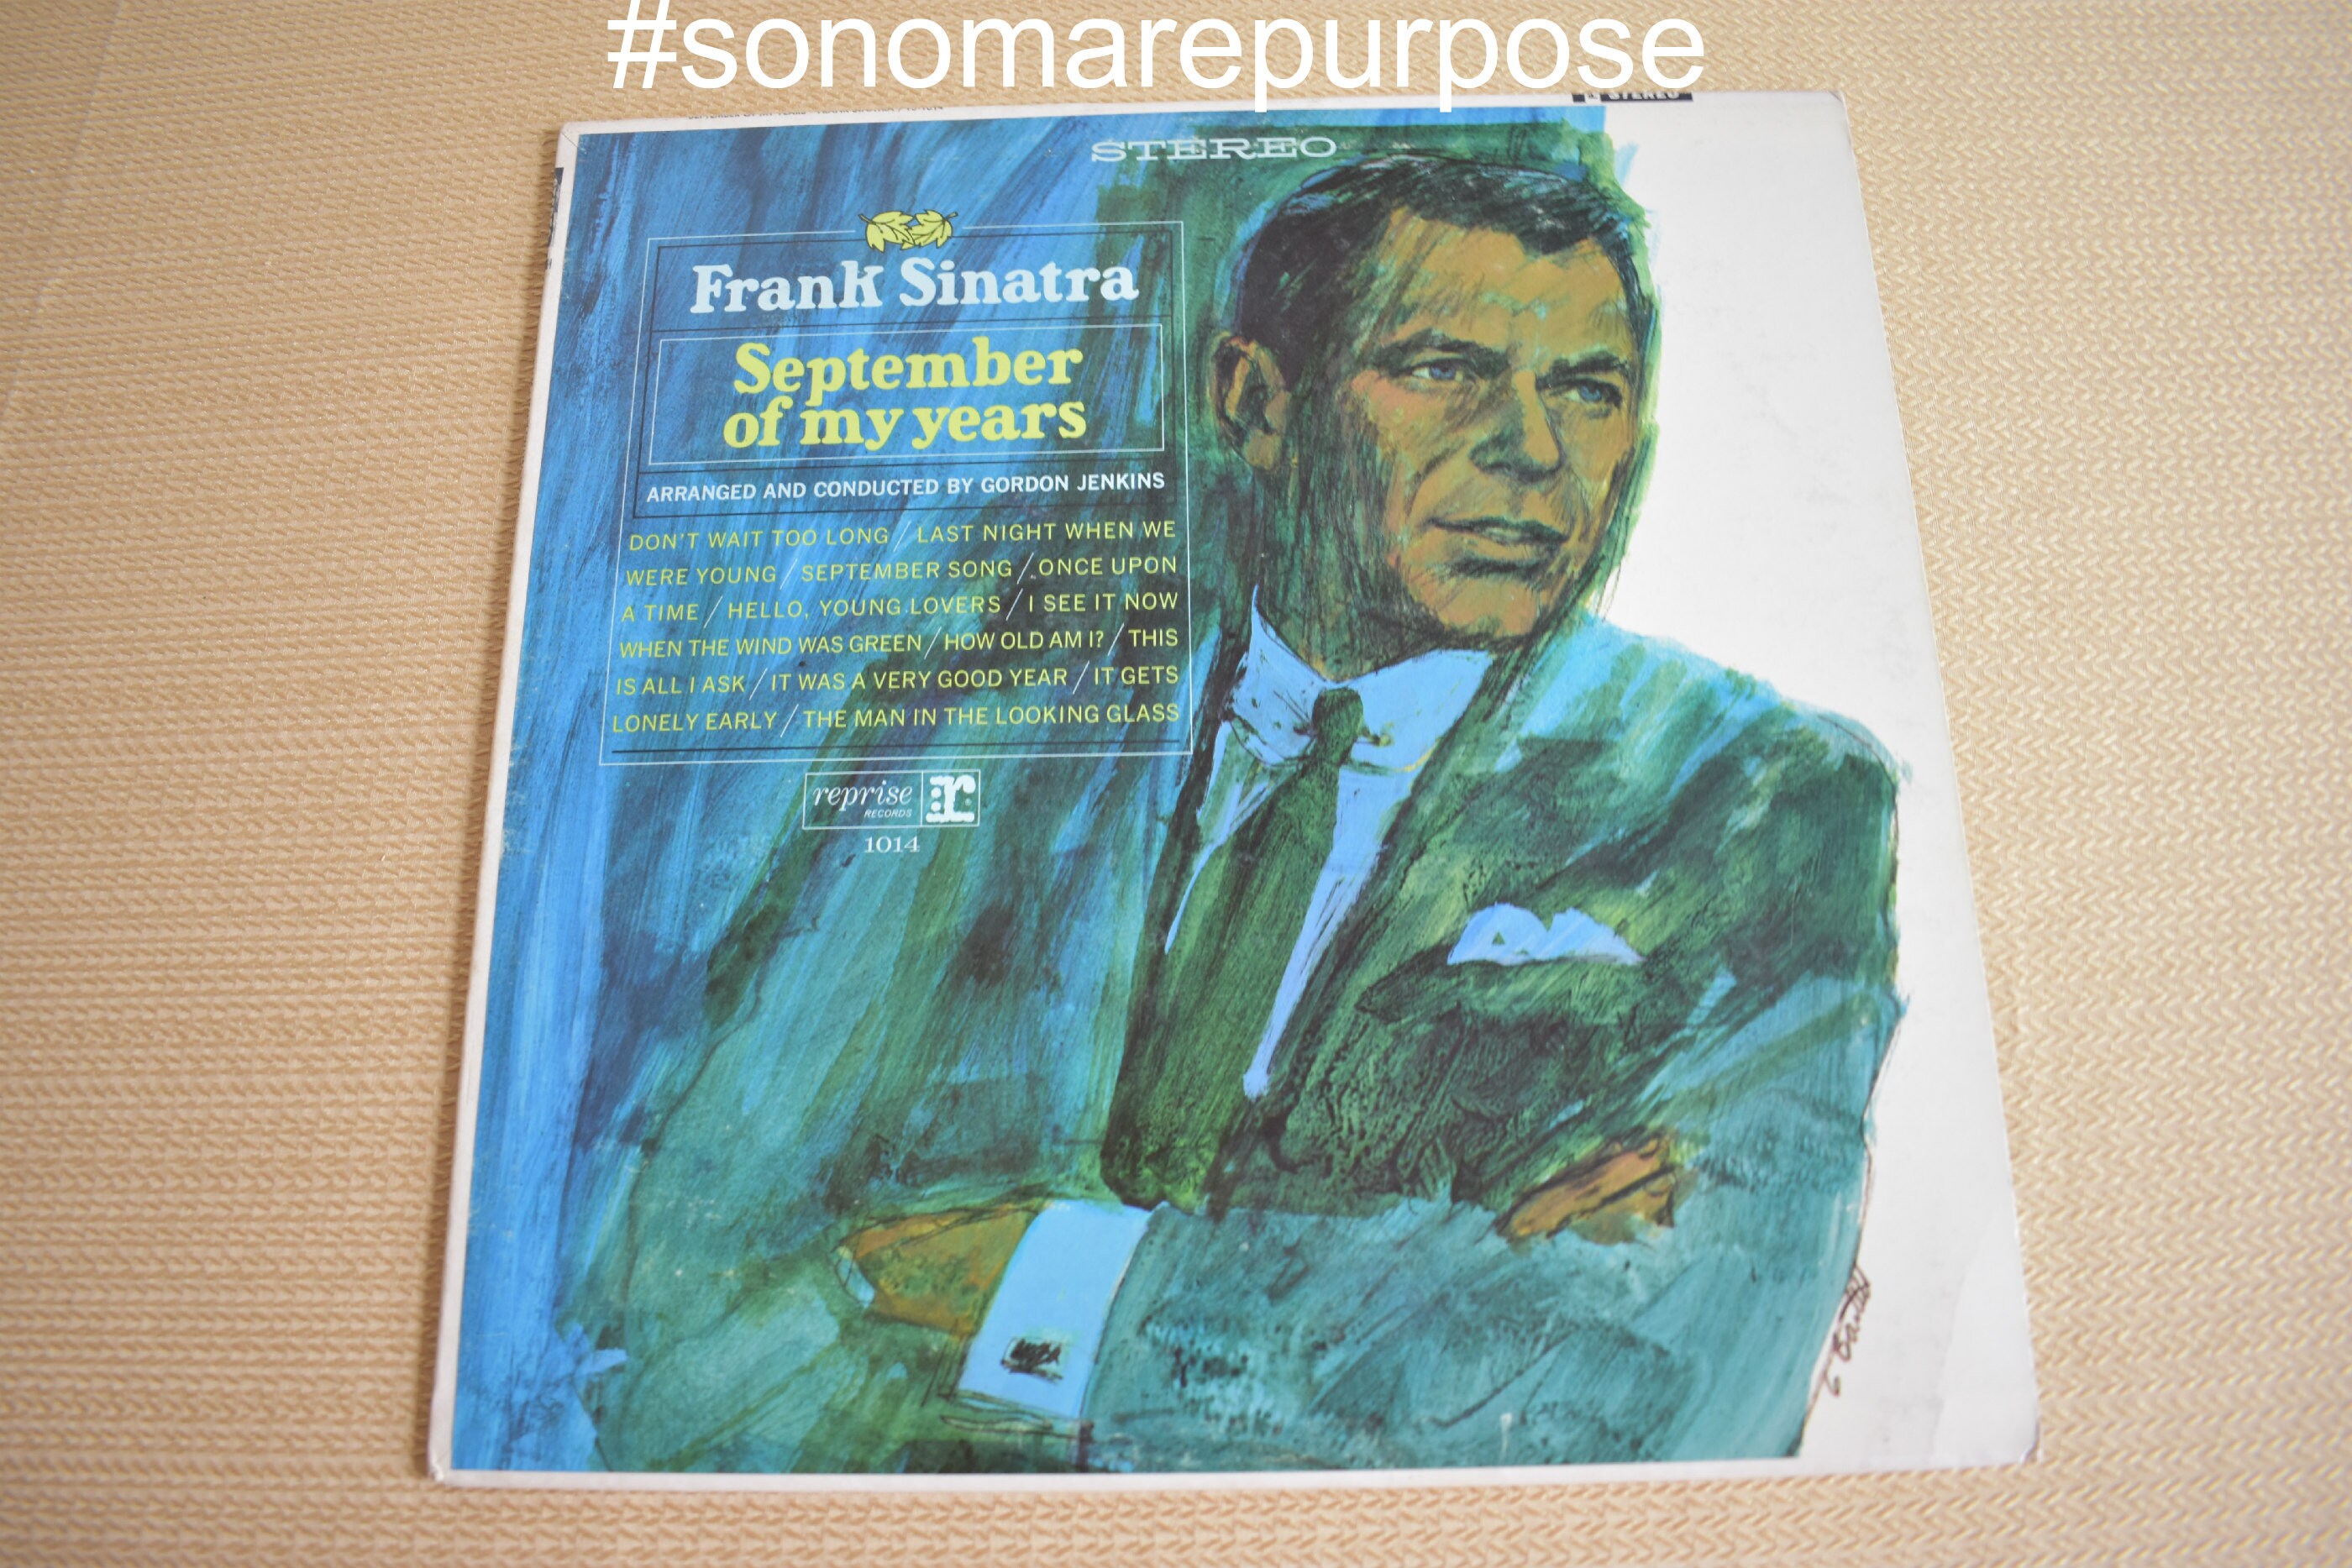 #sonomarepurpose
STEREO
STEREO
Frank Sinatra
September
of my years
ARRANGED AND CONDUCTED BY GORDON JENKINS
DON'T WAIT TOO LONG / LAST NIGHT WHEN WE
WERE YOUNG / SEPTEMBER SONG / ONCE UPON
A TIME / HELLO, YOUNG LOVERS / I SEE IT NOW
WHEN THE WIND WAS GREEN / HOW OLD AM I? / THIS
IS ALL I ASK / IT WAS A VERY GOOD YEAR / IT GETS
LONELY EARLY / THE MAN IN THE LOOKING GLASS
reprise r
RECORDS
1014